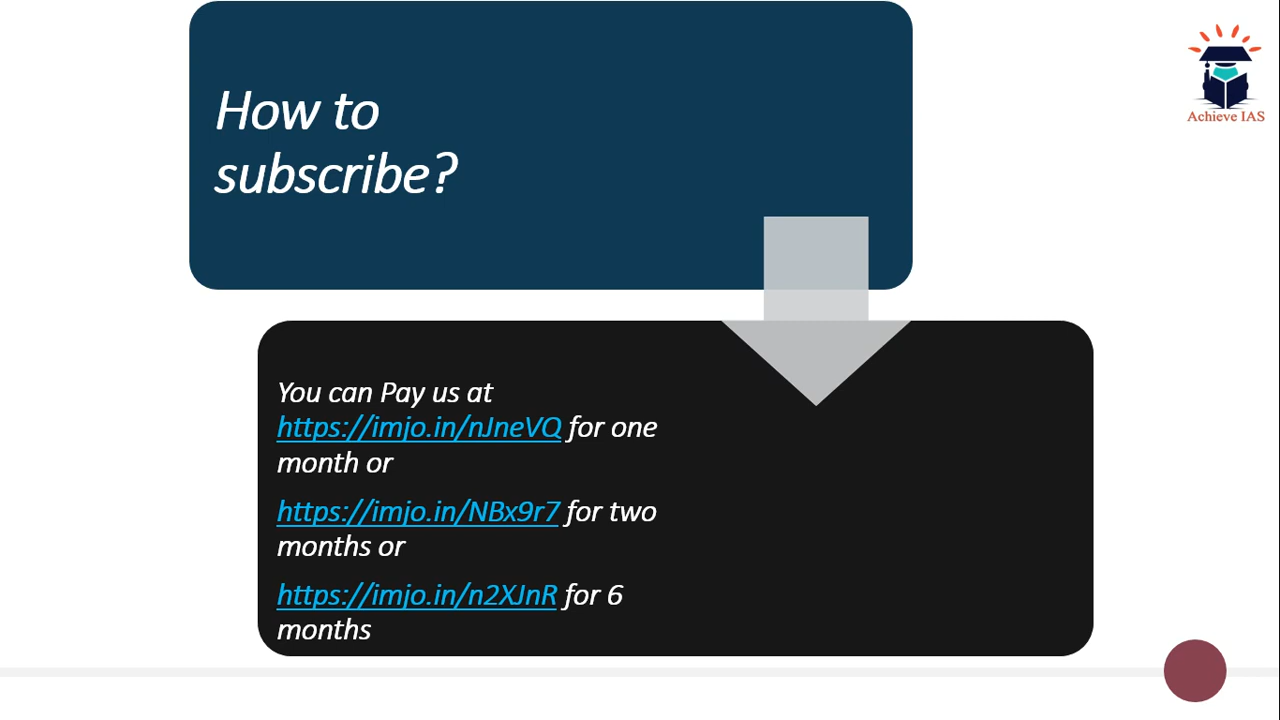 How to
subscribe?
Achieve IAS
You can Pay us at
https://imjo.in/nJneVQ for one
month or
https://imjo.in/NBx9r7 for two
months or
https://imjo.in/n2XJnR for 6
months